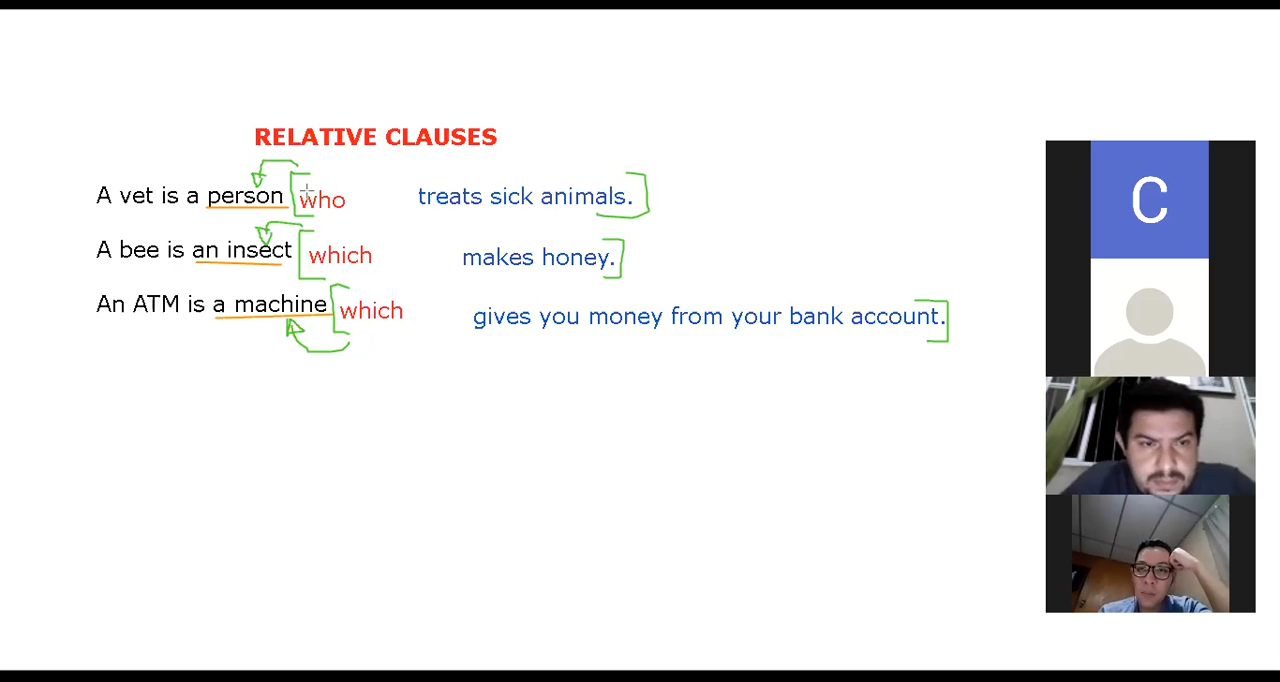 RELATIVE CLAUSES
A vet is a person who treats sick animals.
A bee is an insect which makes honey.
An ATM is a machine which gives you money from your bank account.
C